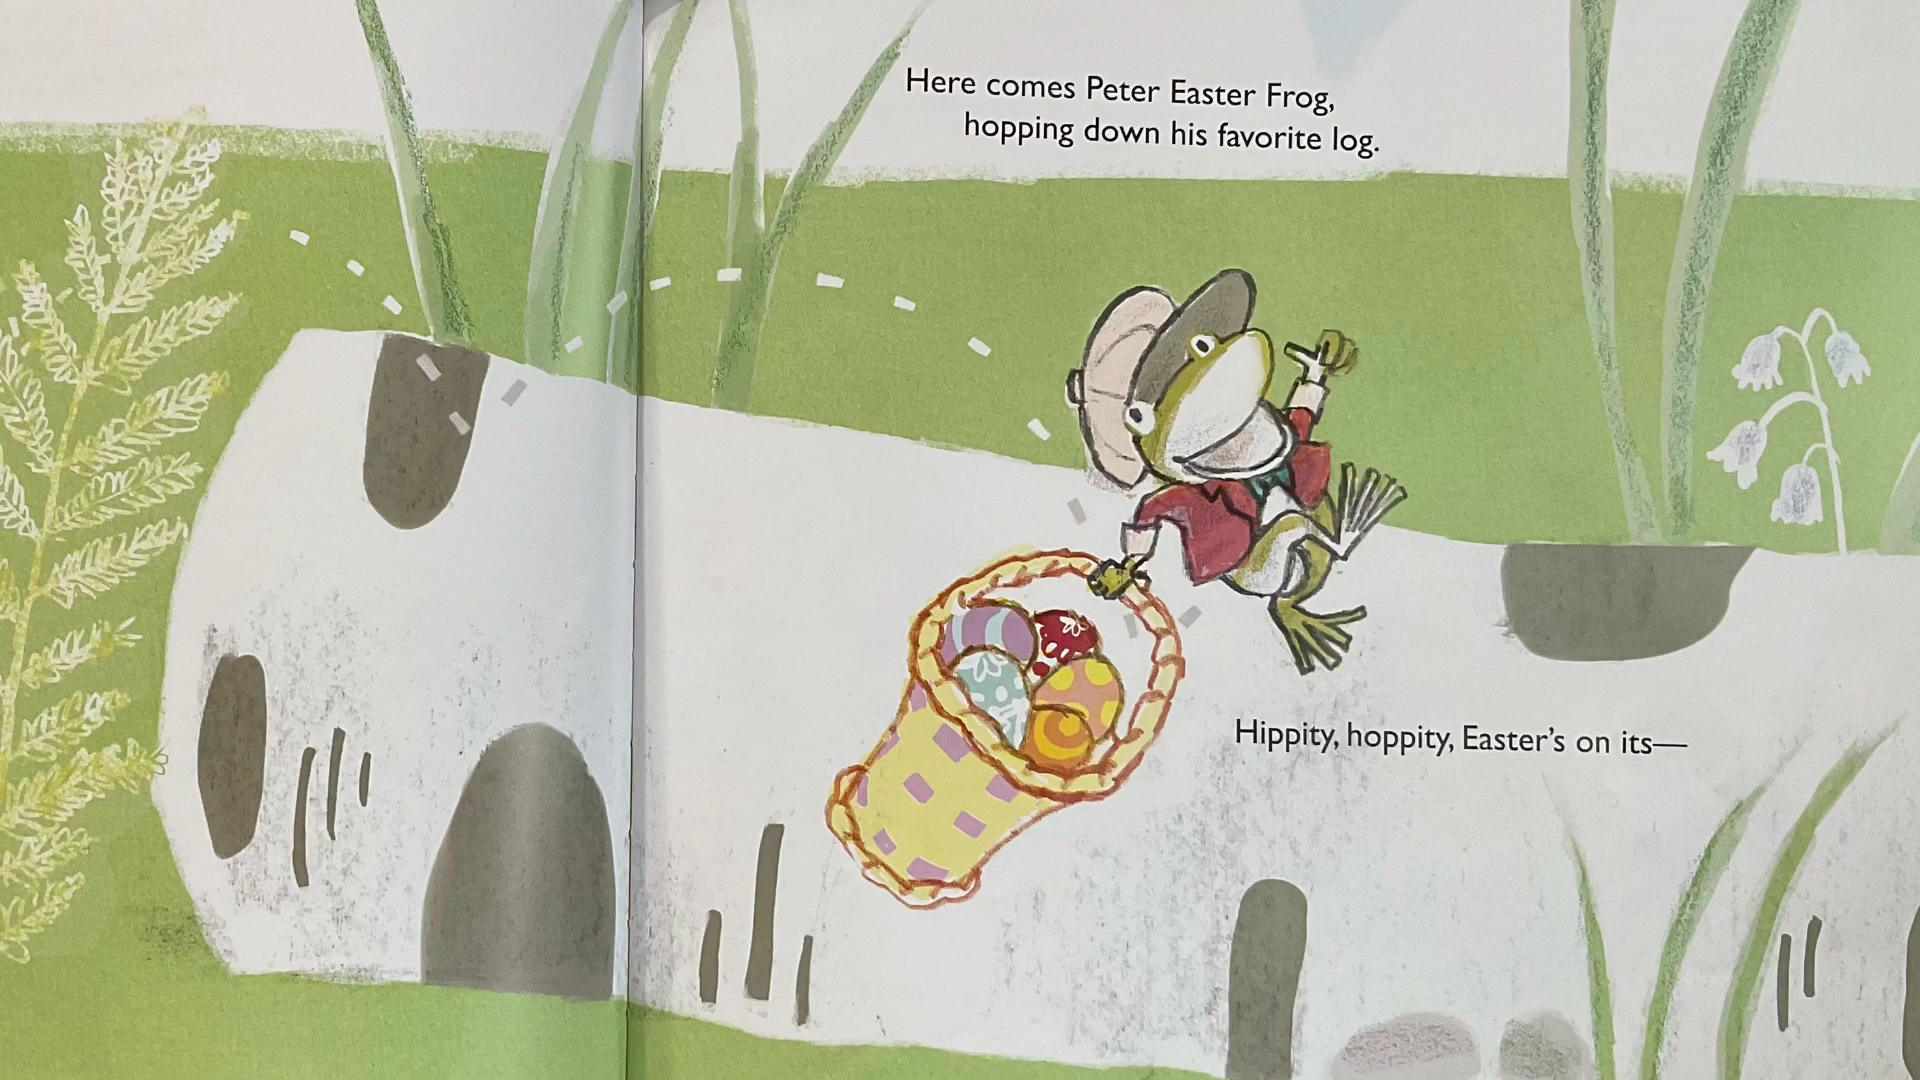 Here comes Peter Easter Frog,
hopping down his favorite log.
Hippity, hoppity, Easter's on its—